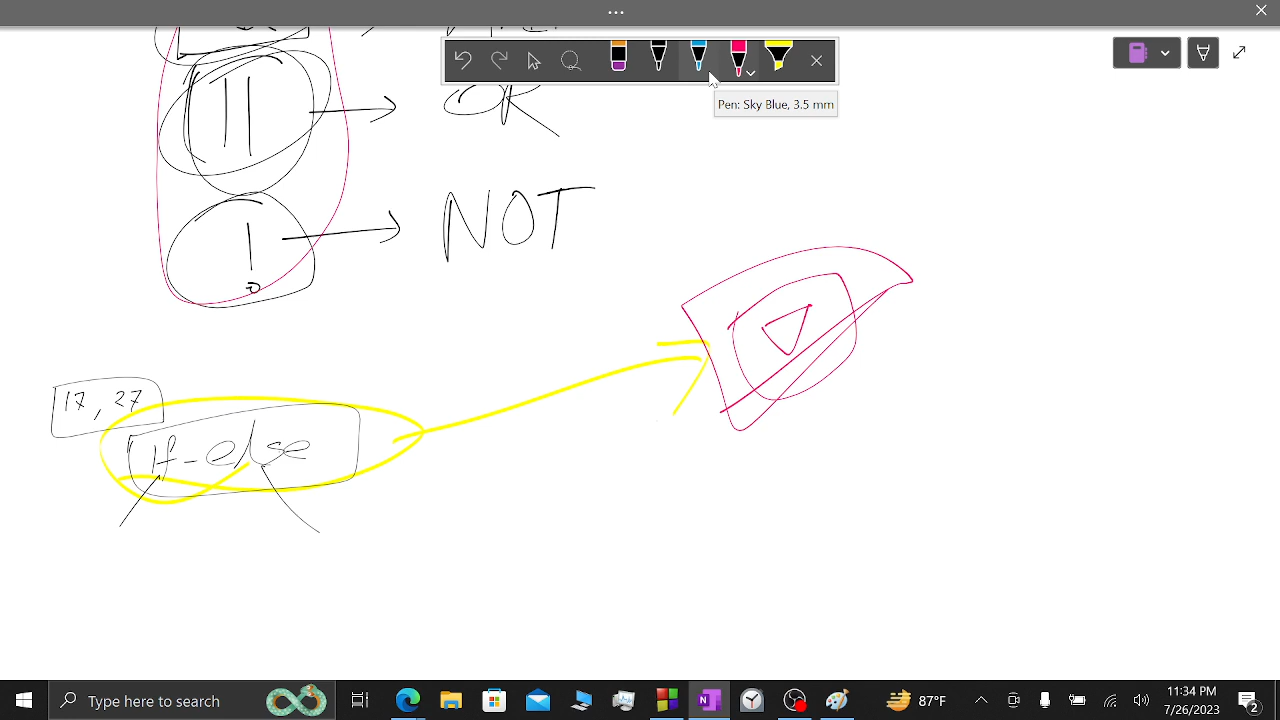 Pen: Sky Blue, 3.5 mm
||
OR
!
NOT
17, 27
If-else
Type here to search
87°F
11:34 PM
7/26/2023
2